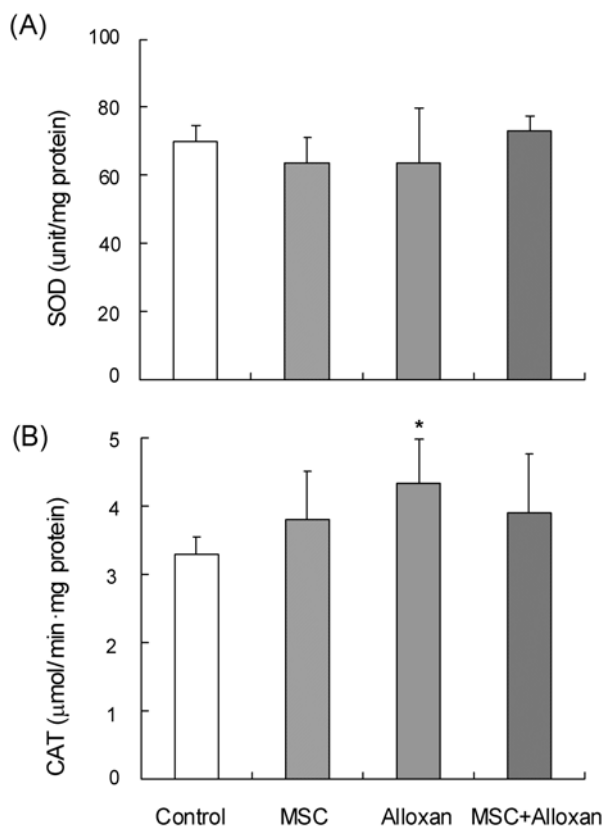 (A)
100
80
60
40
20
0
SOD (unit/mg protein)
(B)
*
5
4
3
2
1
0
CAT (μmol/min·mg protein)
Control MSC Alloxan MSC+Alloxan